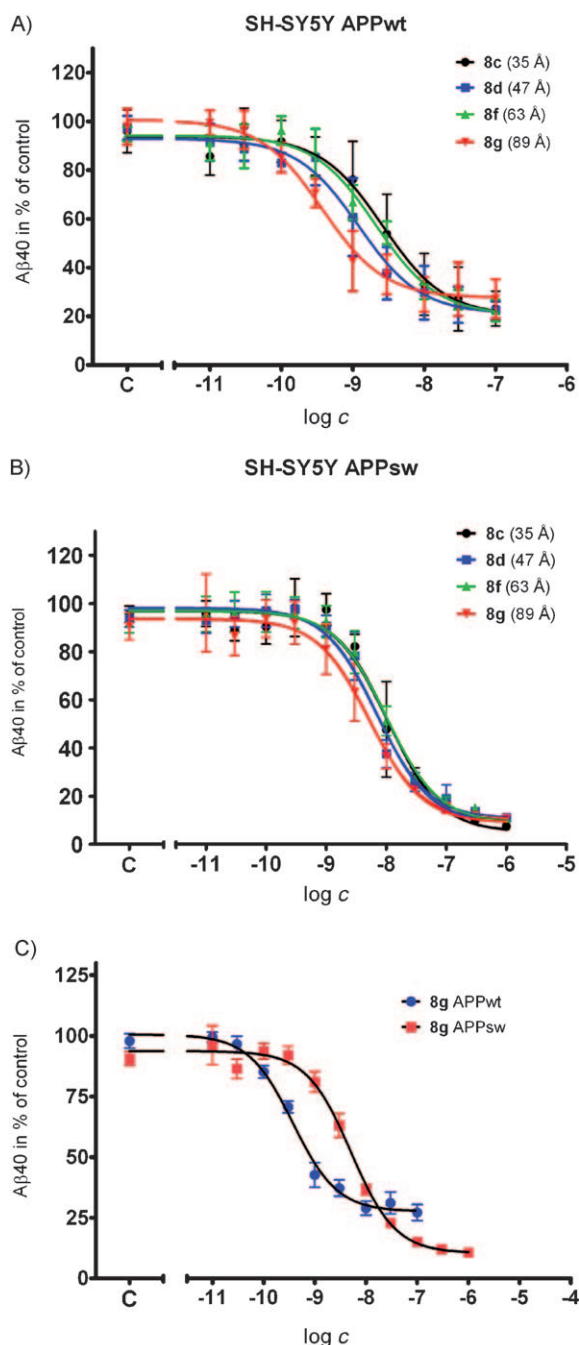 A)
SH-SY5Y APPwt
8c (35 Å)
8d (47 Å)
8f (63 Å)
8g (89 Å)
Aβ40 in % of control
120
100
80
60
40
20
0
C -11 -10 -9 -8 -7 -6
log c
B)
SH-SY5Y APPsw
8c (35 Å)
8d (47 Å)
8f (63 Å)
8g (89 Å)
Aβ40 in % of control
120
100
80
60
40
20
0
C -11 -10 -9 -8 -7 -6 -5
log c
C)
8g APPwt
8g APPsw
Aβ40 in % of control
125
100
75
50
25
0
C -11 -10 -9 -8 -7 -6 -5 -4
log c